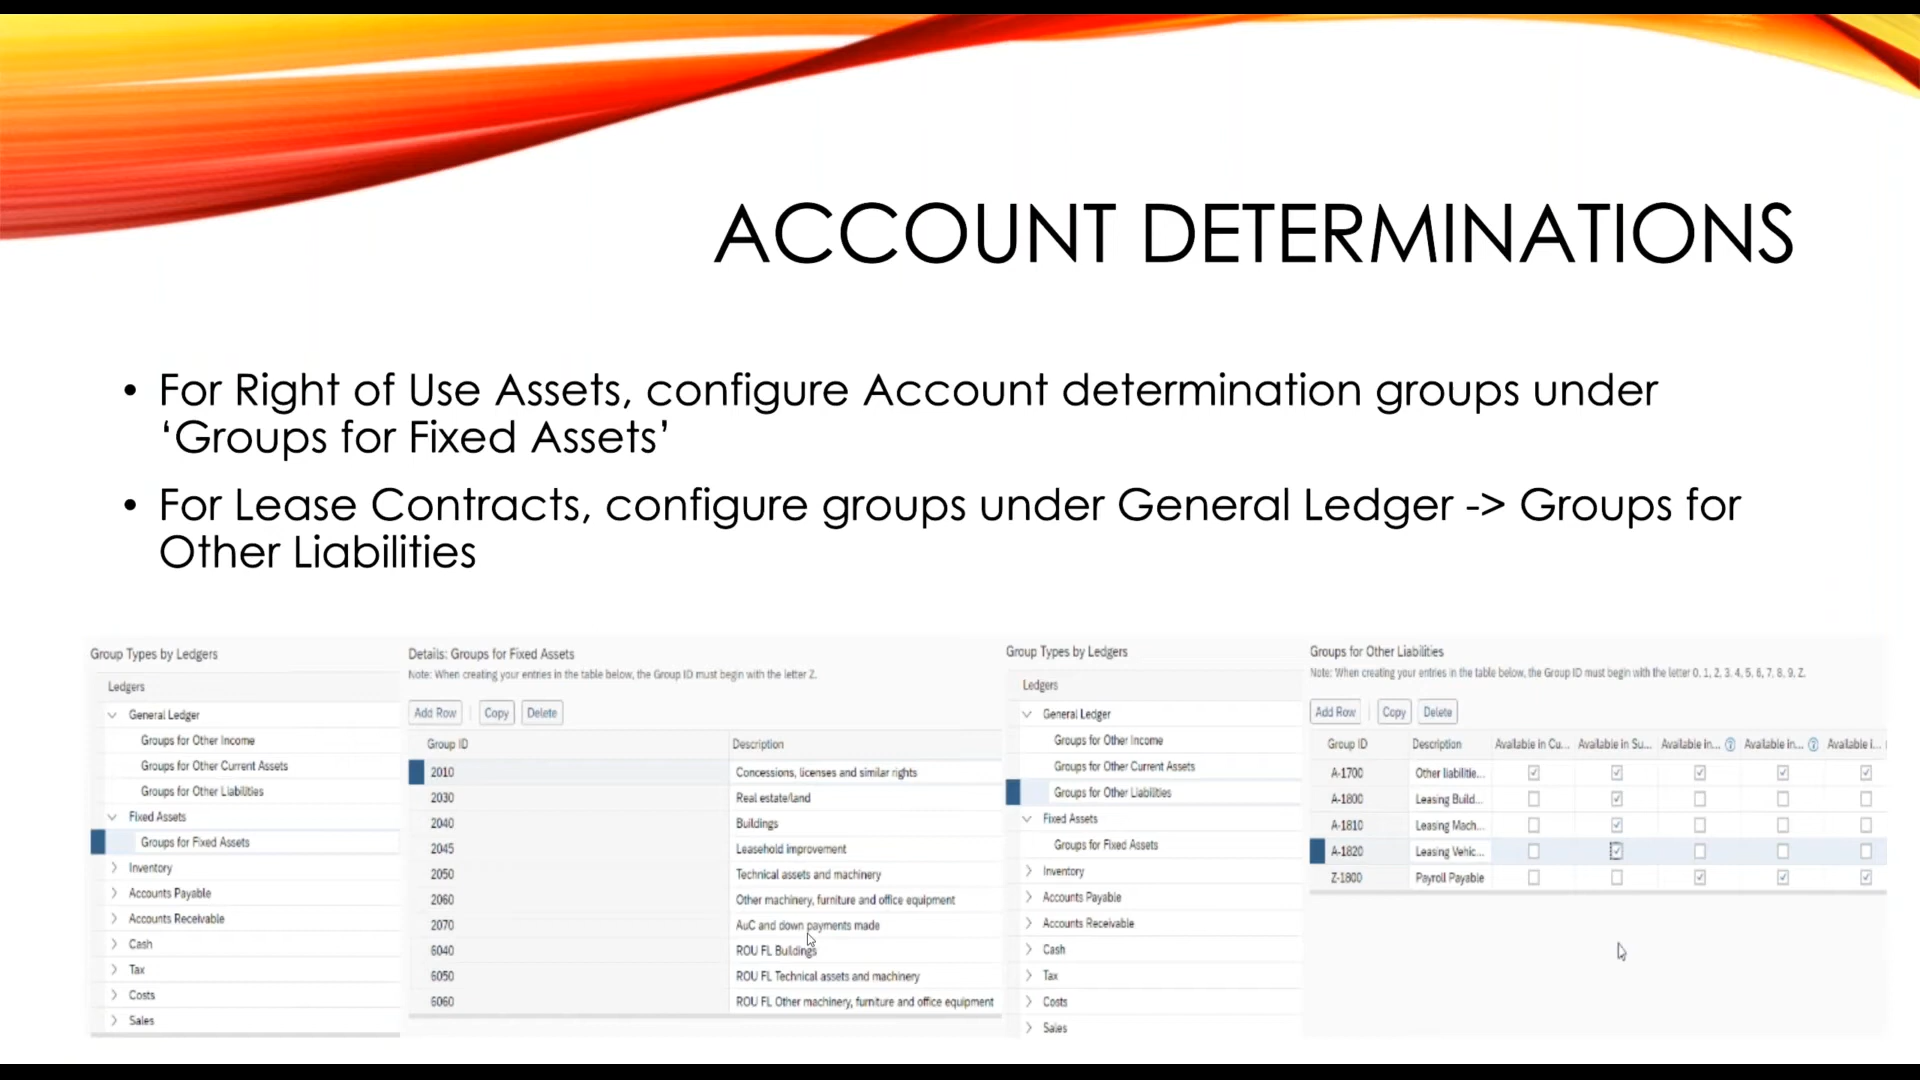 ACCOUNT DETERMINATIONS
• For Right of Use Assets, configure Account determination groups under
‘Groups for Fixed Assets’
• For Lease Contracts, configure groups under General Ledger -> Groups for
Other Liabilities
Group Types by Ledgers
Ledgers
General Ledger
Groups for Other Income
Groups for Other Current Assets
Groups for Other Liabilities
Fixed Assets
Groups for Fixed Assets
Inventory
Accounts Payable
Accounts Receivable
Cash
Tax
Costs
Sales
Details: Groups for Fixed Assets
Note: When creating your entries in the table below, the Group ID must begin with the letter Z.
Add Row Copy Delete
Group ID Description
2010 Concessions, licenses and similar rights
2030 Real estate/land
2040 Buildings
2045 Leasehold improvement
2050 Technical assets and machinery
2060 Other machinery, furniture and office equipment
2070 AuC and down payments made
6040 ROU FL Buildings
6050 ROU FL Technical assets and machinery
6060 ROU FL Other machinery, furniture and office equipment
Group Types by Ledgers
Ledgers
General Ledger
Groups for Other Income
Groups for Other Current Assets
Groups for Other Liabilities
Fixed Assets
Groups for Fixed Assets
Inventory
Accounts Payable
Accounts Receivable
Cash
Tax
Costs
Sales
Groups for Other Liabilities
Note: When creating your entries in the table below, the Group ID must begin with the letter 0, 1, 2, 3, 4, 5, 6, 7, 8, 9, Z.
Add Row Copy Delete
Group ID Description Available in Cu... Available in Su... Available in... Available in... Available i...
A-1700 Other liabilitie...
A-1800 Leasing Build...
A-1810 Leasing Mach...
A-1820 Leasing Vehic...
Z-1800 Payroll Payable